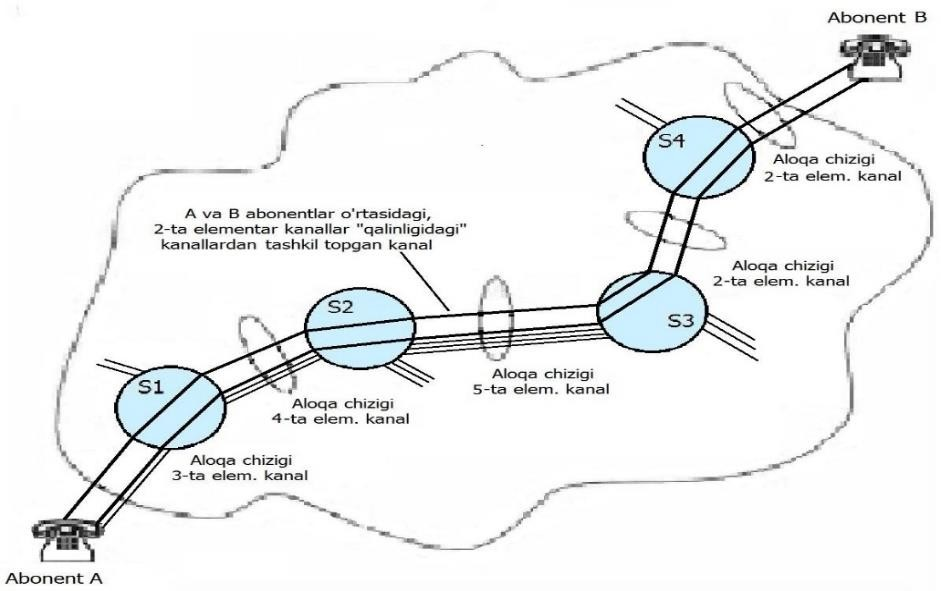 Abonent B
S4
Aloqa chizigi
2-ta elem. kanal
A va B abonentlar o'rtasidagi,
2-ta elementar kanallar "qalinligidagi"
kanallardan tashkil topgan kanal
Aloqa chizigi
2-ta elem. kanal
S2
S3
Aloqa chizigi
5-ta elem. kanal
S1
Aloqa chizigi
4-ta elem. kanal
Aloqa chizigi
3-ta elem. kanal
Abonent A